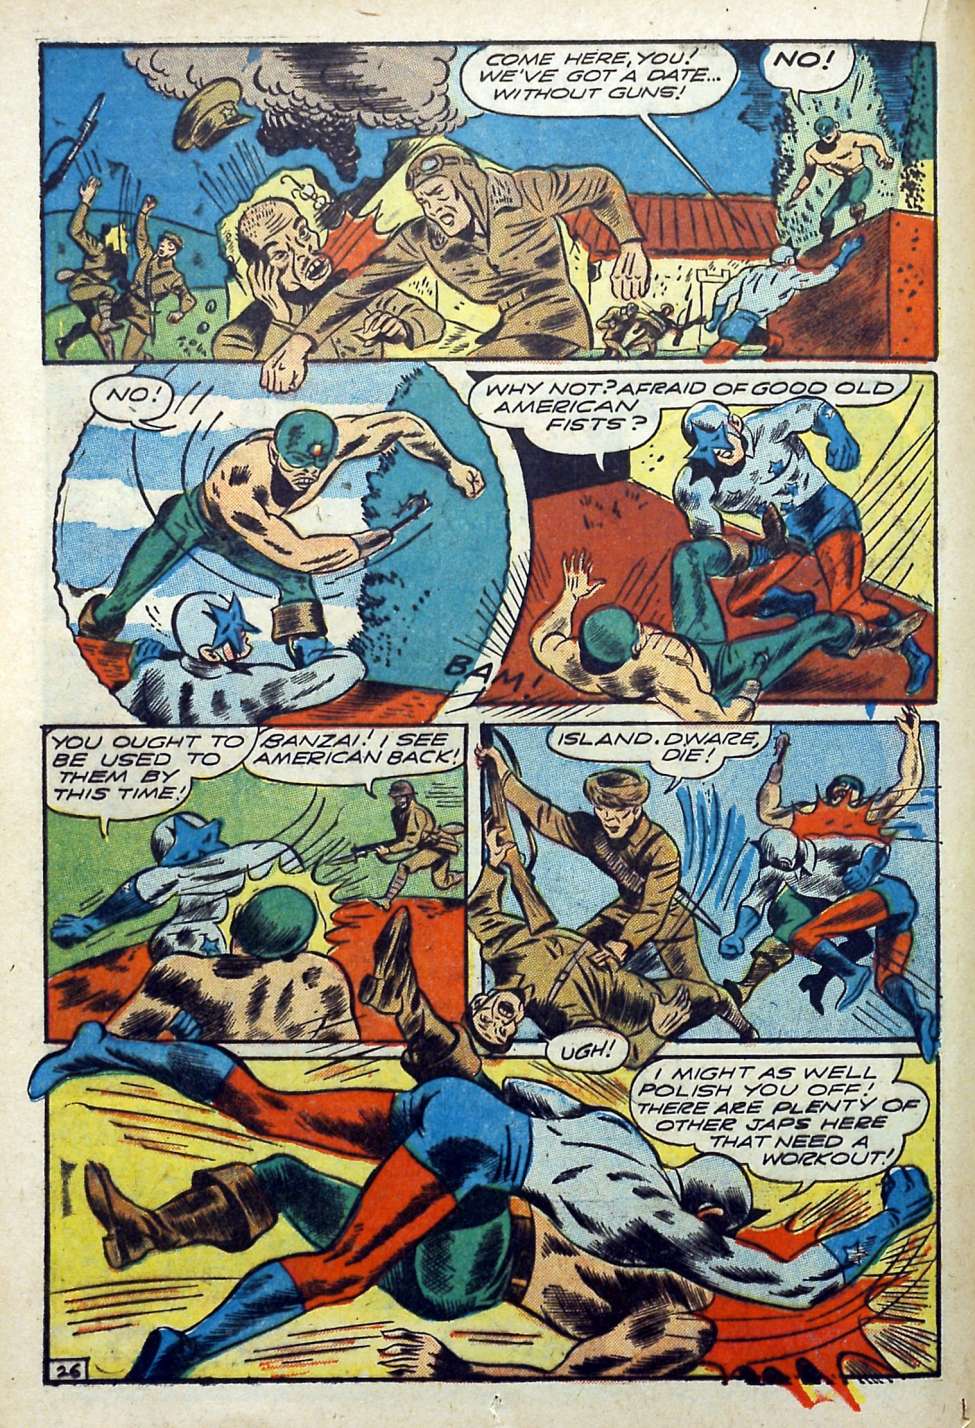 COME HERE, YOU!
WE'VE GOT A DATE...
WITHOUT GUNS!
NO!
NO!
BAM!
WHY NOT? AFRAID OF GOOD OLD
AMERICAN
FISTS?
YOU OUGHT TO
BE USED TO
THEM BY
THIS TIME!
BANZAI! I SEE
AMERICAN BACK!
ISLAND. DWARE,
DIE!
UGH!
I MIGHT AS WELL
POLISH YOU OFF!
THERE ARE PLENTY OF
OTHER JAPS HERE
THAT NEED A
WORKOUT!
26